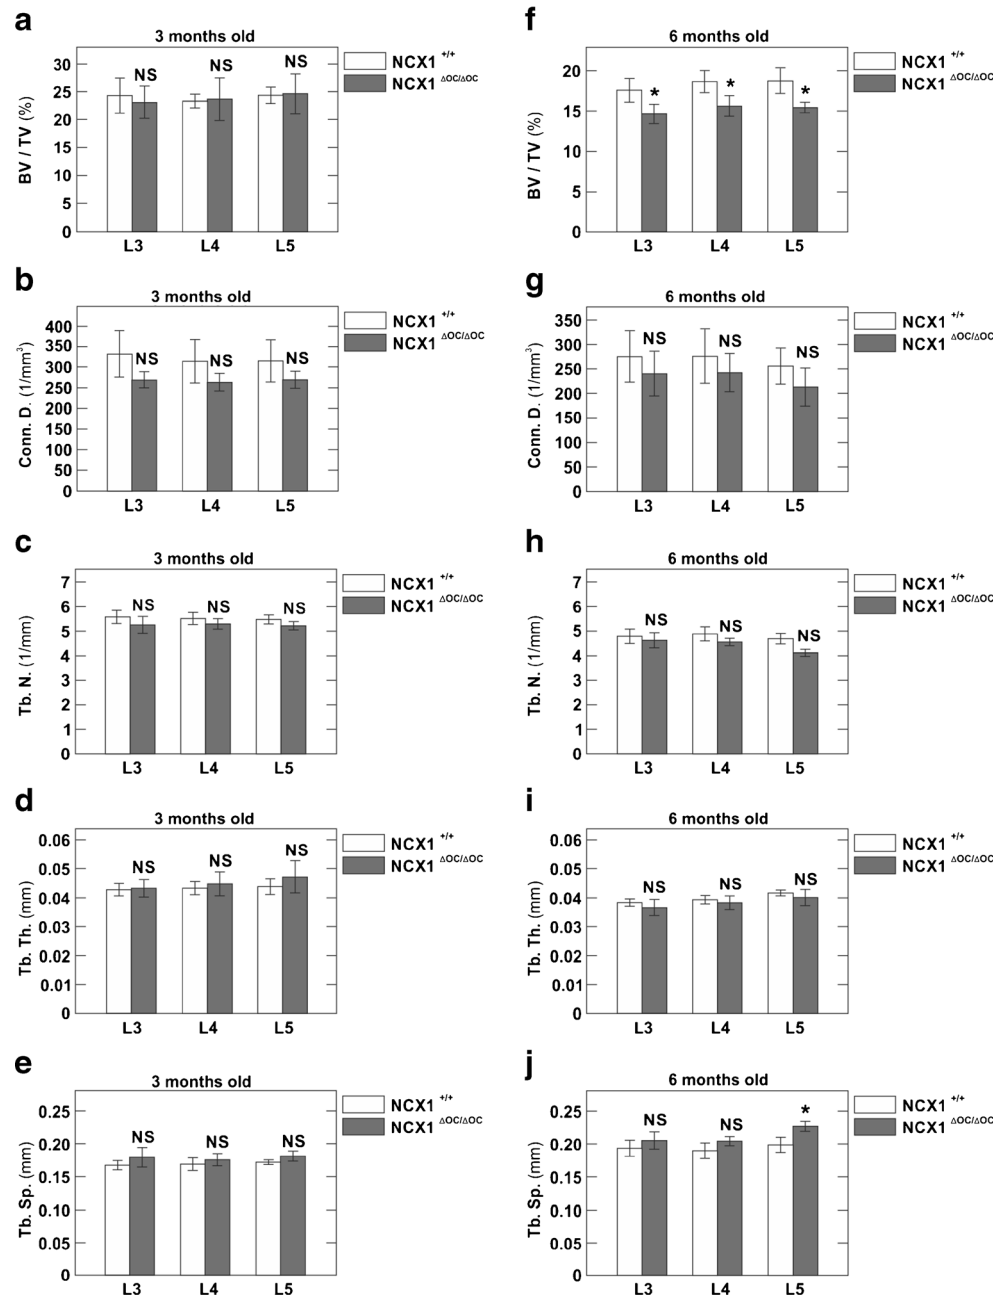 a
3 months old
BV / TV (%)
30
25
20
15
10
5
0
NS NS NS
L3 L4 L5
NCX1 +/+
NCX1 ΔOC/ΔOC
f
6 months old
BV / TV (%)
20
15
10
5
0
* * *
L3 L4 L5
NCX1 +/+
NCX1 ΔOC/ΔOC
b
3 months old
Conn. D. (1/mm³)
400
350
300
250
200
150
100
50
0
NS NS NS
L3 L4 L5
NCX1 +/+
NCX1 ΔOC/ΔOC
g
6 months old
Conn. D. (1/mm³)
350
300
250
200
150
100
50
0
NS NS NS
L3 L4 L5
NCX1 +/+
NCX1 ΔOC/ΔOC
c
3 months old
Tb. N. (1/mm)
7
6
5
4
3
2
1
0
NS NS NS
L3 L4 L5
NCX1 +/+
NCX1 ΔOC/ΔOC
h
6 months old
Tb. N. (1/mm)
7
6
5
4
3
2
1
0
NS NS NS
L3 L4 L5
NCX1 +/+
NCX1 ΔOC/ΔOC
d
3 months old
Tb. Th. (mm)
0.06
0.05
0.04
0.03
0.02
0.01
0
NS NS NS
L3 L4 L5
NCX1 +/+
NCX1 ΔOC/ΔOC
i
6 months old
Tb. Th. (mm)
0.06
0.05
0.04
0.03
0.02
0.01
0
NS NS NS
L3 L4 L5
NCX1 +/+
NCX1 ΔOC/ΔOC
e
3 months old
Tb. Sp. (mm)
0.25
0.20
0.15
0.10
0.05
0
NS NS NS
L3 L4 L5
NCX1 +/+
NCX1 ΔOC/ΔOC
j
6 months old
Tb. Sp. (mm)
0.25
0.20
0.15
0.10
0.05
0
NS NS *
L3 L4 L5
NCX1 +/+
NCX1 ΔOC/ΔOC